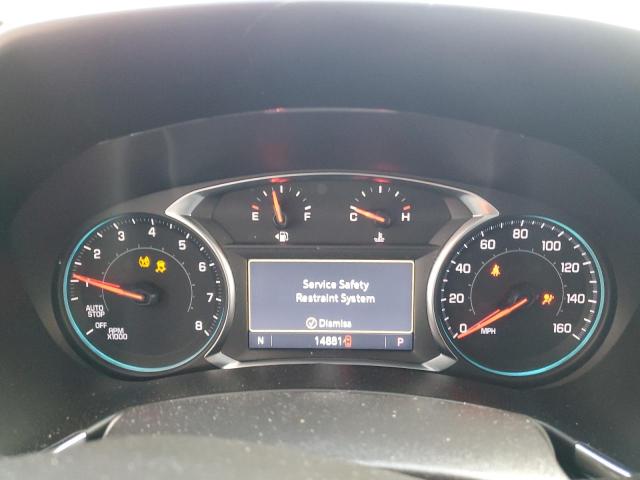 E F
C H
1 2 3 4 5 6 7 8
AUTO
STOP
OFF
RPM
X1000
Service Safety
Restraint System
Dismiss
N P
0 20 40 60 80 100 120 140 160
MPH